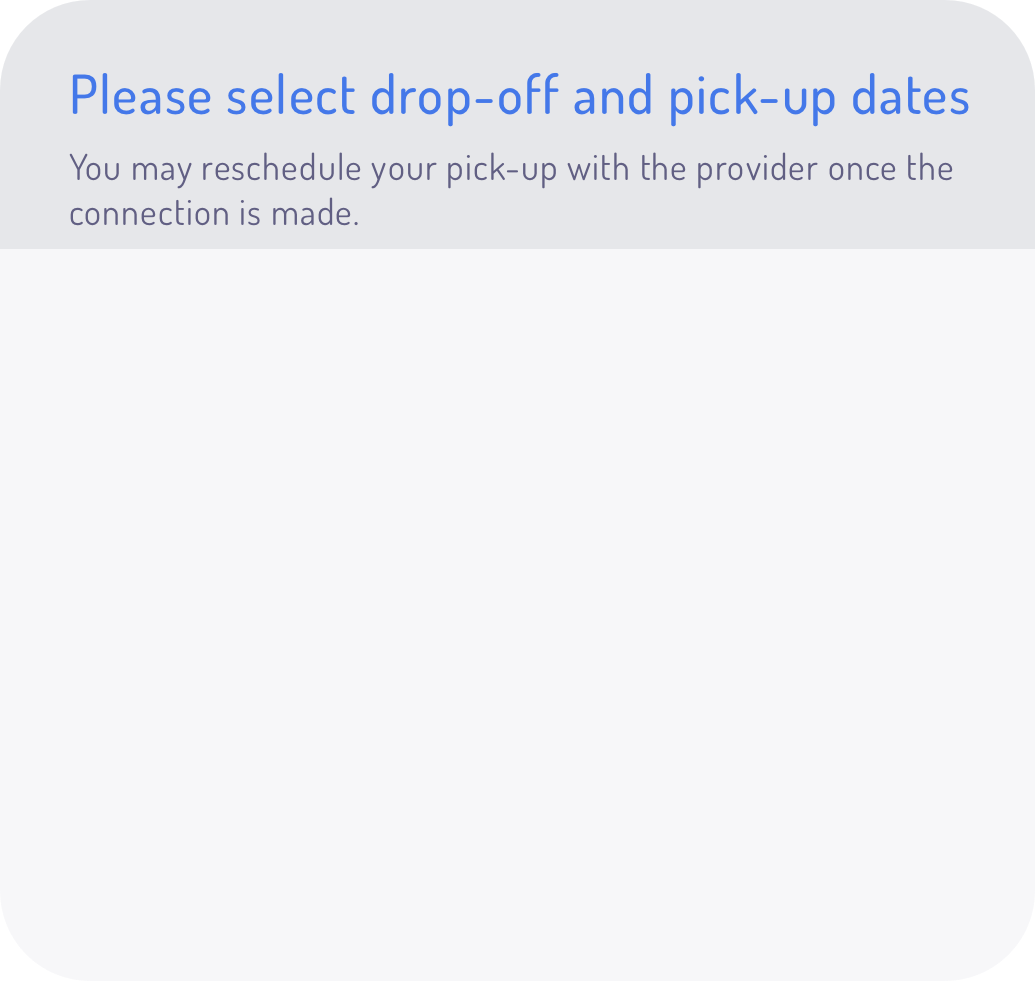 Please select drop-off and pick-up dates
You may reschedule your pick-up with the provider once the
connection is made.